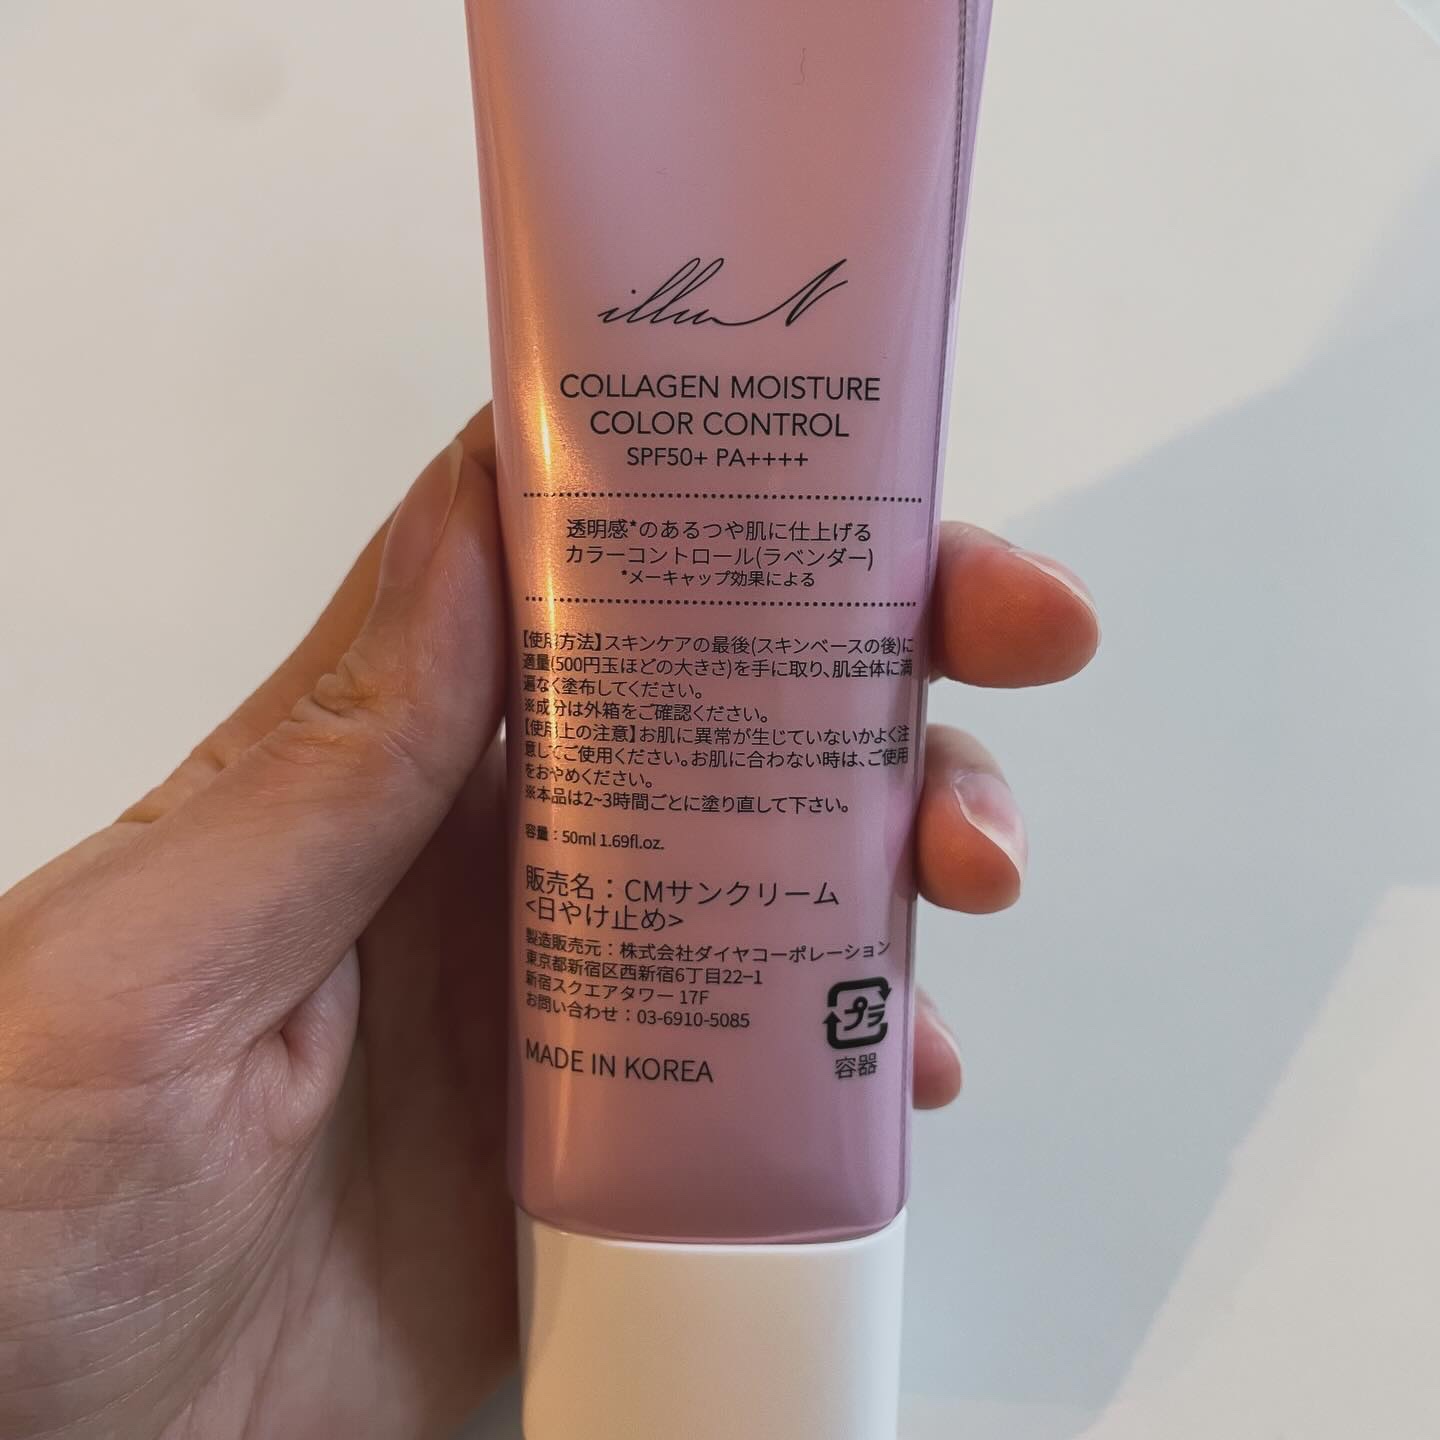 illuN
COLLAGEN MOISTURE
COLOR CONTROL
SPF50+ PA++++
透明感*のあるつや肌に仕上げる
カラーコントロール(ラベンダー)
*メーキャップ効果による
【使用方法】スキンケアの最後(スキンベースの後)に
適量(500円玉ほどの大きさ)を手に取り、肌全体に満
遍なく塗布してください。
※成分は外箱をご確認ください。
【使用上の注意】お肌に異常が生じていないかよく注
意してご使用ください。お肌に合わない時は、ご使用
をおやめください。
※本品は2~3時間ごとに塗り直して下さい。
容量：50ml 1.69fl.oz.
販売名：CMサンクリーム
<日やけ止め>
製造販売元：株式会社ダイヤコーポレーション
東京都新宿区西新宿6丁目22-1
新宿スクエアタワー 17F
お問い合わせ：03-6910-5085
MADE IN KOREA
プラ
容器